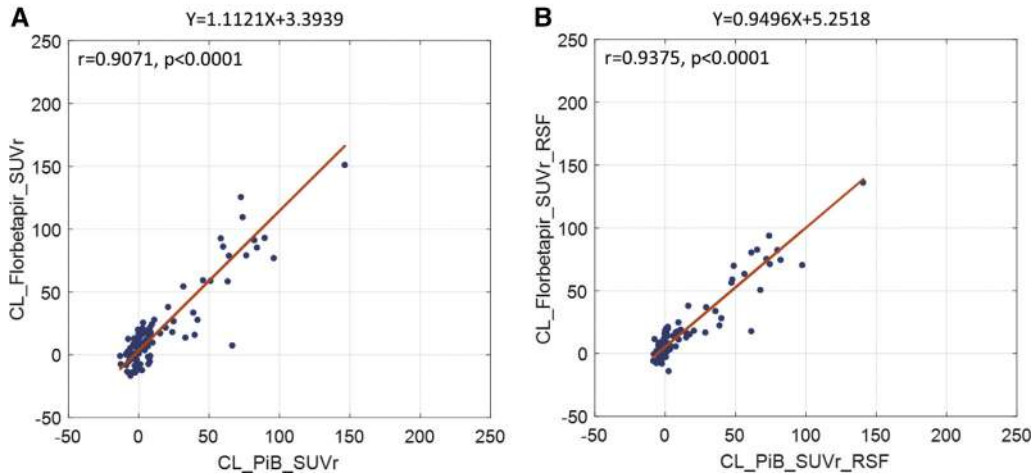 A
Y=1.1121X+3.3939
r=0.9071, p<0.0001
CL_Florbetapir_SUVr
250
200
150
100
50
0
-50
-50 0 50 100 150 200 250
CL_PiB_SUVr
B
Y=0.9496X+5.2518
r=0.9375, p<0.0001
CL_Florbetapir_SUVr_RSF
250
200
150
100
50
0
-50
-50 0 50 100 150 200 250
CL_PiB_SUVr_RSF